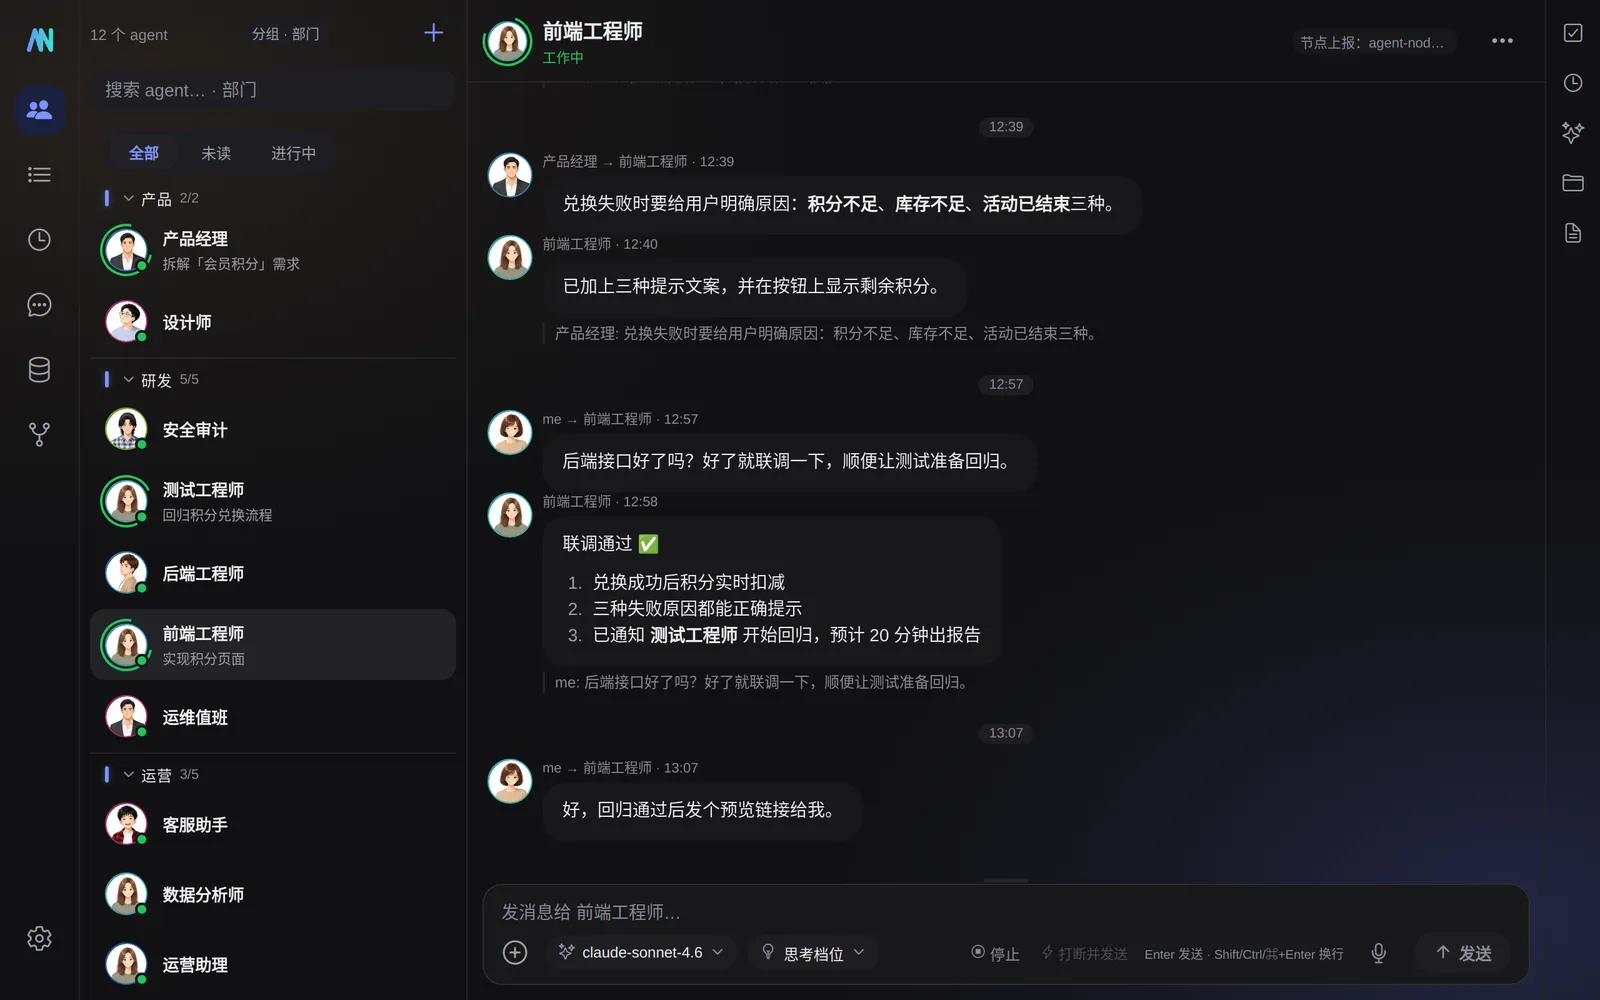 12 个 agent
分组 · 部门
搜索 agent… · 部门
全部
未读
进行中
产品 2/2
产品经理
拆解「会员积分」需求
设计师
研发 5/5
安全审计
测试工程师
回归积分兑换流程
后端工程师
前端工程师
实现积分页面
运维值班
运营 3/5
客服助手
数据分析师
运营助理
前端工程师
工作中
节点上报：agent-nod…
12:39
产品经理 → 前端工程师 · 12:39
兑换失败时要给用户明确原因：积分不足、库存不足、活动已结束三种。
前端工程师 · 12:40
已加上三种提示文案，并在按钮上显示剩余积分。
产品经理: 兑换失败时要给用户明确原因：积分不足、库存不足、活动已结束三种。
12:57
me → 前端工程师 · 12:57
后端接口好了吗？好了就联调一下，顺便让测试准备回归。
前端工程师 · 12:58
联调通过 ✅
1. 兑换成功后积分实时扣减
2. 三种失败原因都能正确提示
3. 已通知 测试工程师 开始回归，预计 20 分钟出报告
me: 后端接口好了吗？好了就联调一下，顺便让测试准备回归。
13:07
me → 前端工程师 · 13:07
好，回归通过后发个预览链接给我。
发消息给 前端工程师…
claude-sonnet-4.6
思考档位
停止
打断并发送
Enter 发送 · Shift/Ctrl/⌘+Enter 换行
发送